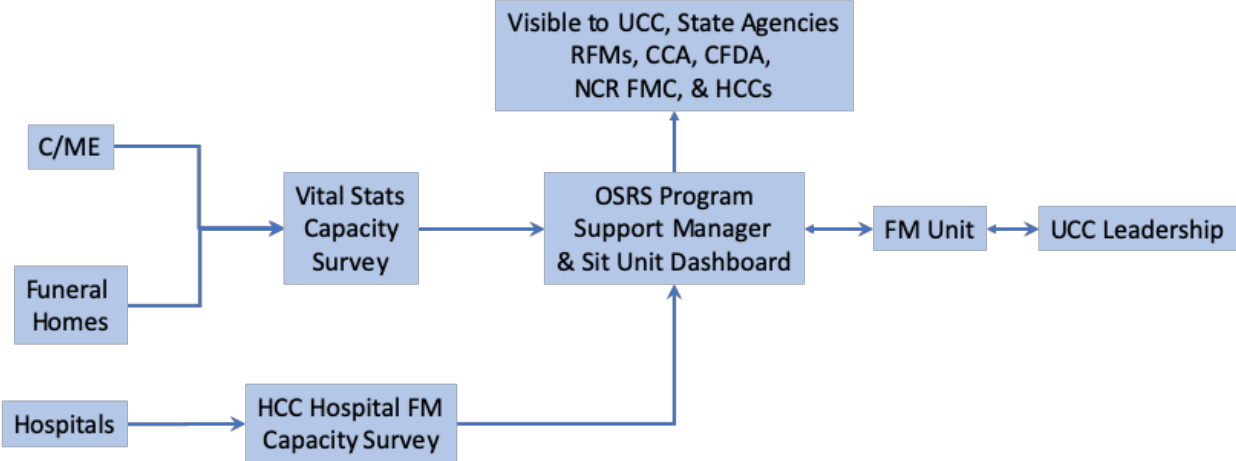 Visible to UCC, State Agencies
RFMs, CCA, CFDA,
NCR FMC, & HCCs
C/ME
Vital Stats
Capacity
Survey
OSRS Program
Support Manager
& Sit Unit Dashboard
FM Unit
UCC Leadership
Funeral
Homes
Hospitals
HCC Hospital FM
Capacity Survey